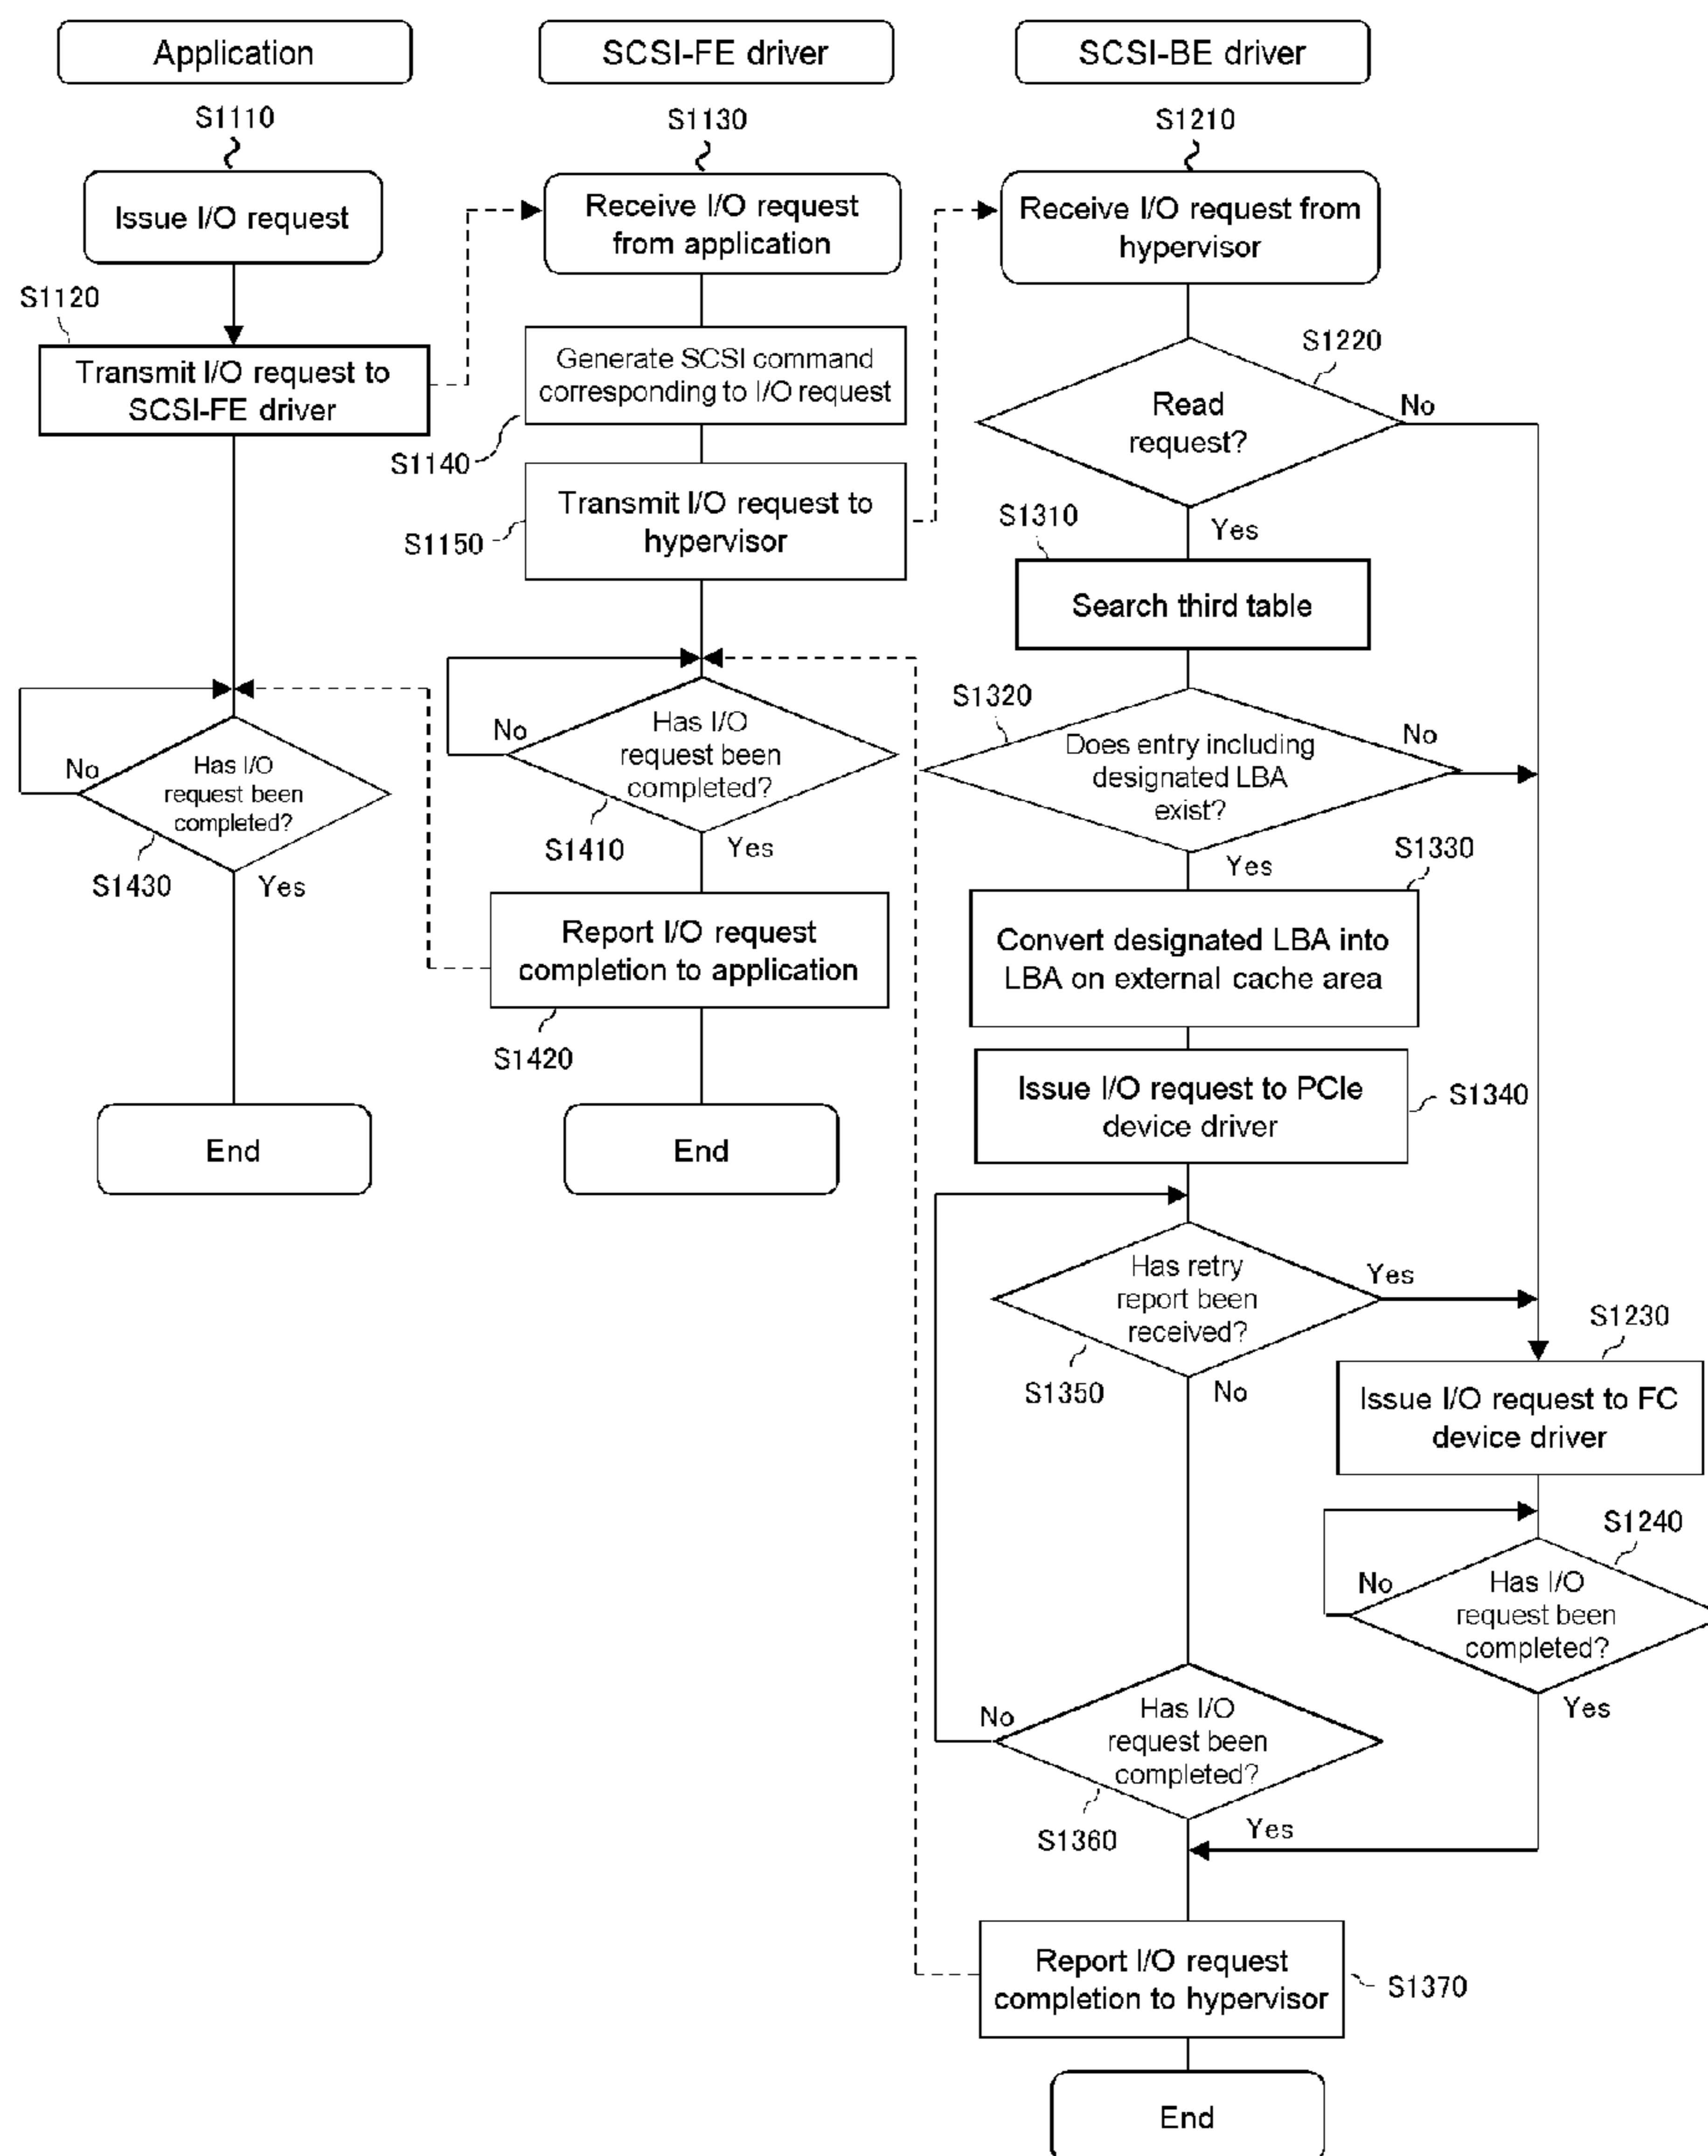 Application
S1110
Issue I/O request
S1120
Transmit I/O request to
SCSI-FE driver
No
Has I/O
request been
completed?
S1430
Yes
End
SCSI-FE driver
S1130
Receive I/O request
from application
Generate SCSI command
corresponding to I/O request
S1140
Transmit I/O request to
hypervisor
S1150
No
Has I/O
request been
completed?
S1410
Yes
Report I/O request
completion to application
S1420
End
SCSI-BE driver
S1210
Receive I/O request from
hypervisor
S1220
Read
request?
No
Yes
S1310
Search third table
S1320
Does entry including
designated LBA
exist?
No
Yes
S1330
Convert designated LBA into
LBA on external cache area
Issue I/O request to PCIe
device driver
S1340
Has retry
report been
received?
Yes
S1350
No
S1230
Issue I/O request to FC
device driver
S1240
No
Has I/O
request been
completed?
Yes
No
Has I/O
request been
completed?
S1360
Yes
Report I/O request
completion to hypervisor
S1370
End